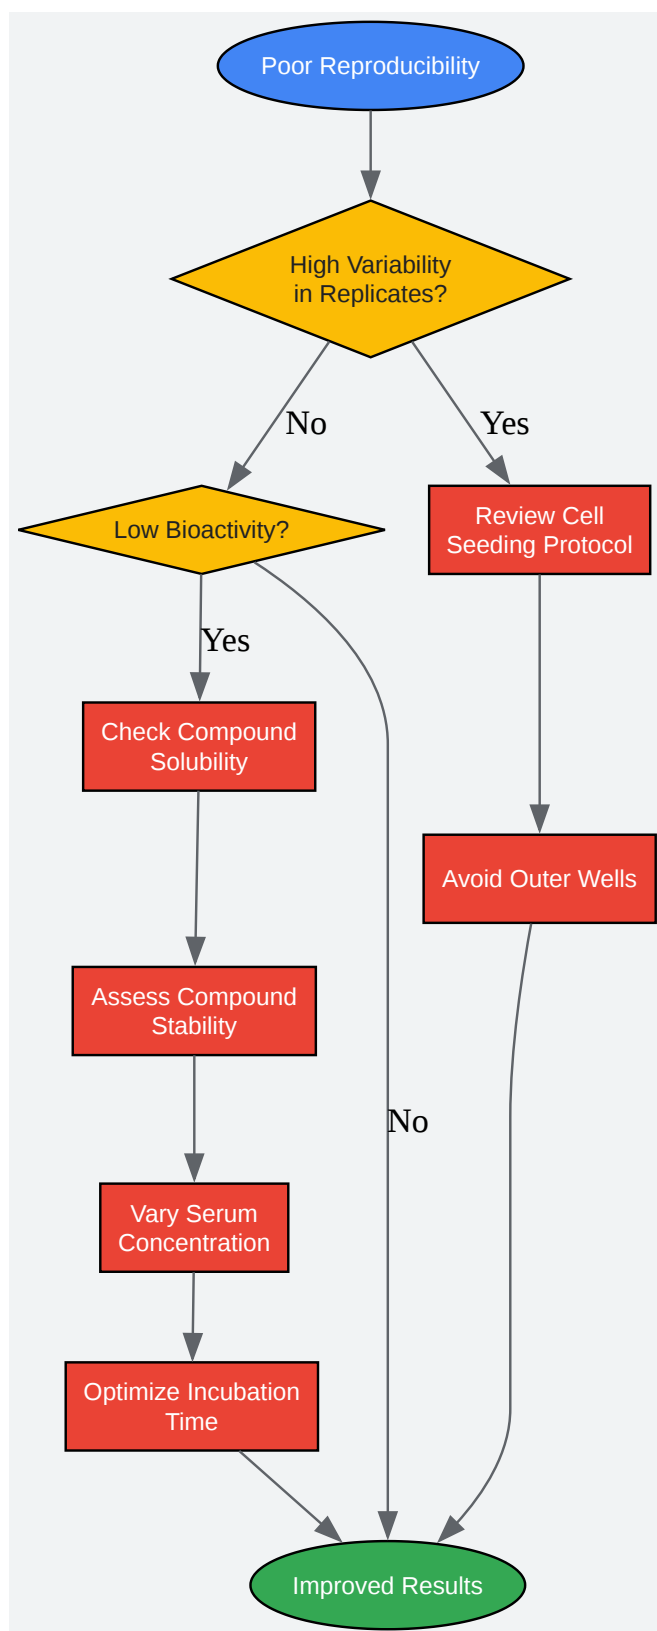 Poor Reproducibility
High Variability
in Replicates?
No
Yes
Low Bioactivity?
Review Cell
Seeding Protocol
Yes
Check Compound
Solubility
Avoid Outer Wells
Assess Compound
Stability
No
Vary Serum
Concentration
Optimize Incubation
Time
Improved Results